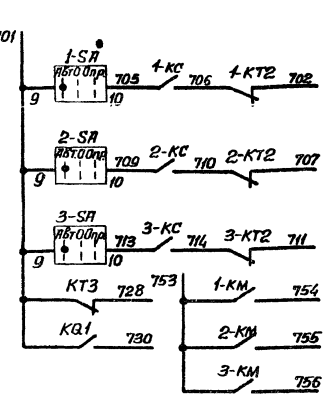 701
1-SA
Авт О Опр.
9 10 705 1-КС 706 1-КТ2 702
2-SA
Авт О Опр.
9 10 709 2-КС 710 2-КТ2 707
3-SA
Авт О Опр.
9 10 713 3-КС 714 3-КТ2 711
КТ3 728
KQ1 730
753
1-КМ 754
2-КМ 755
3-КМ 756